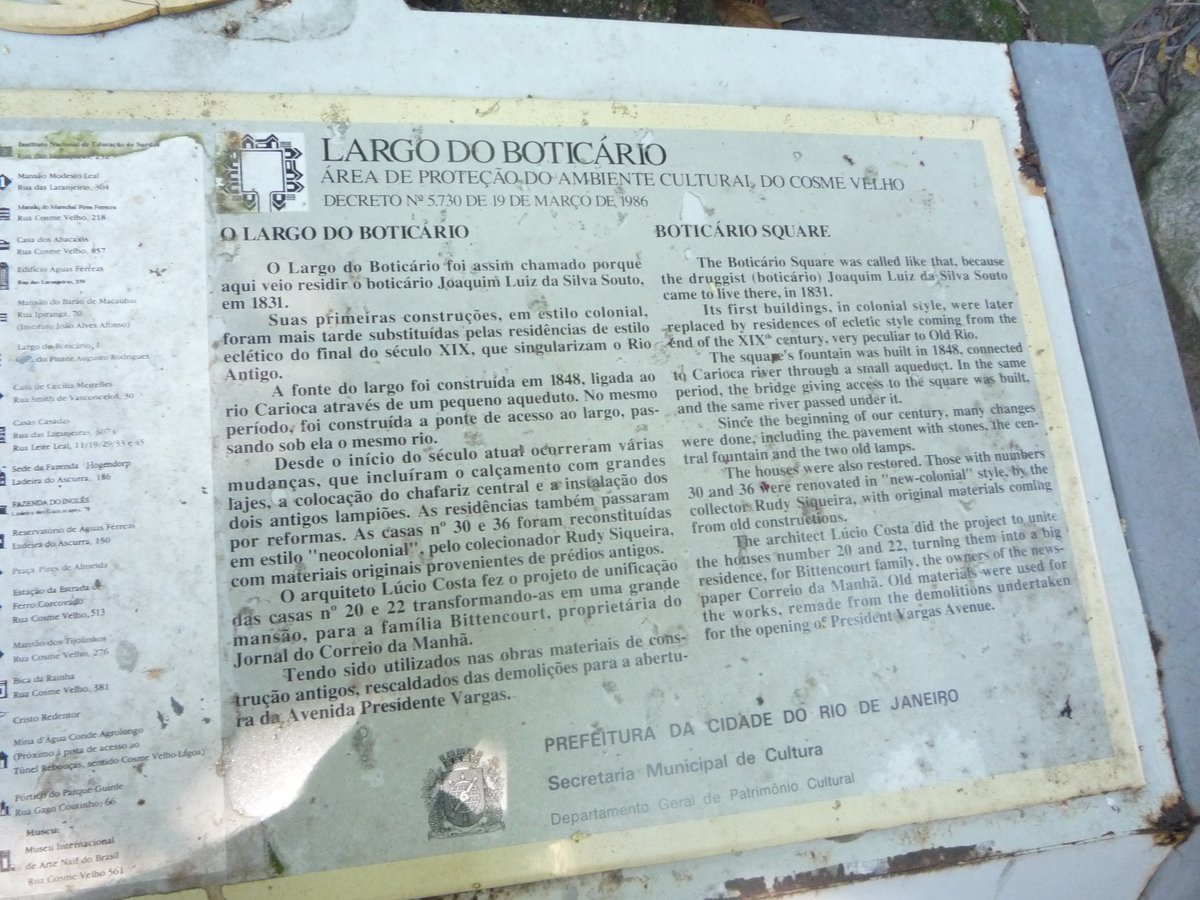 Instituto Nacional de Educação de Surdos
Mansão Modesto Leal
Rua das Laranjeiras, 304
Mansão do Marechal Pires Ferreira
Rua Cosme Velho, 218
Casa dos Abacaxis
Rua Cosme Velho, 857
Edifício Águas Férreas
Rua das Laranjeiras,
Mansão do Barão de Macaúbas
Rua Ipiranga, 70
(Instituto João Alves Afonso)
Largo do Boticário, 1
do Pintor Augusto Rodrigues
Casa de Cecília Meirelles
Rua Smith de Vasconcelos, 30
Casas Casadas
Rua das Laranjeiras, 307 e
Rua Leite Leal, 11/19/29/35 e 45
Sede da Fazenda Hogendorp
Ladeira do Ascurra, 186
FAZENDA DO INGLÊS
Ladeira dos Guararapes,
Reservatório de Águas Férreas
Ladeira do Ascurra, 150
Praça Pires de Almeida
Estação da Estrada de
Ferro Corcovado
Rua Cosme Velho, 513
Mansão dos Tijolinhos
Rua Cosme Velho, 276
Bica da Rainha
Rua Cosme Velho, 381
Cristo Redentor
Mina d'Água Conde Agrolongo
(Próximo à pista de acesso ao
Túnel Rebouças, sentido Cosme Velho-Lagoa)
Pórtico do Parque Guinle
Rua Gago Coutinho, 66
Museu:
Museu Internacional
de Arte Naif do Brasil
Rua Cosme Velho 561
LARGO DO BOTICÁRIO
ÁREA DE PROTEÇÃO DO AMBIENTE CULTURAL DO COSME VELHO
DECRETO Nº 5.730 DE 19 DE MARÇO DE 1986
O LARGO DO BOTICÁRIO
O Largo do Boticário foi assim chamado porque
aqui veio residir o boticário Joaquim Luiz da Silva Souto,
em 1831.
Suas primeiras construções, em estilo colonial,
foram mais tarde substituídas pelas residências de estilo
eclético do final do século XIX, que singularizam o Rio
Antigo.
A fonte do largo foi construída em 1848, ligada ao
rio Carioca através de um pequeno aqueduto. No mesmo
período, foi construída a ponte de acesso ao largo, pas-
sando sob ela o mesmo rio.
Desde o início do século atual ocorreram várias
mudanças, que incluíram o calçamento com grandes
lajes, a colocação do chafariz central e a instalação dos
dois antigos lampiões. As residências também passaram
por reformas. As casas nº 30 e 36 foram reconstituídas
em estilo "neocolonial", pelo colecionador Rudy Siqueira,
com materiais originais provenientes de prédios antigos.
O arquiteto Lúcio Costa fez o projeto de unificação
das casas nº 20 e 22 transformando-as em uma grande
mansão, para a família Bittencourt, proprietária do
Jornal do Correio da Manhã.
Tendo sido utilizados nas obras materiais de cons-
trução antigos, rescaldados das demolições para a abertu-
ra da Avenida Presidente Vargas.
BOTICÁRIO SQUARE
The Boticário Square was called like that, because
the druggist (boticário) Joaquim Luiz da Silva Souto
came to live there, in 1831.
Its first buildings, in colonial style, were later
replaced by residences of ecletic style coming from the
end of the XIXth century, very peculiar to Old Rio.
The square's fountain was built in 1848, connected
to Carioca river through a small aqueduct. In the same
period, the bridge giving access to the square was built,
and the same river passed under it.
Since the beginning of our century, many changes
were done, including the pavement with stones, the cen-
tral fountain and the two old lamps.
The houses were also restored. Those with numbers
30 and 36 were renovated in "new-colonial" style, by the
collector Rudy Siqueira, with original materials coming
from old constructions.
The architect Lúcio Costa did the project to unite
the houses number 20 and 22, turning them into a big
residence, for Bittencourt family, the owners of the news-
paper Correio da Manhã. Old materials were used for
the works, remade from the demolitions undertaken
for the opening of President Vargas Avenue.
PREFEITURA DA CIDADE DO RIO DE JANEIRO
Secretaria Municipal de Cultura
Departamento Geral de Patrimônio Cultural